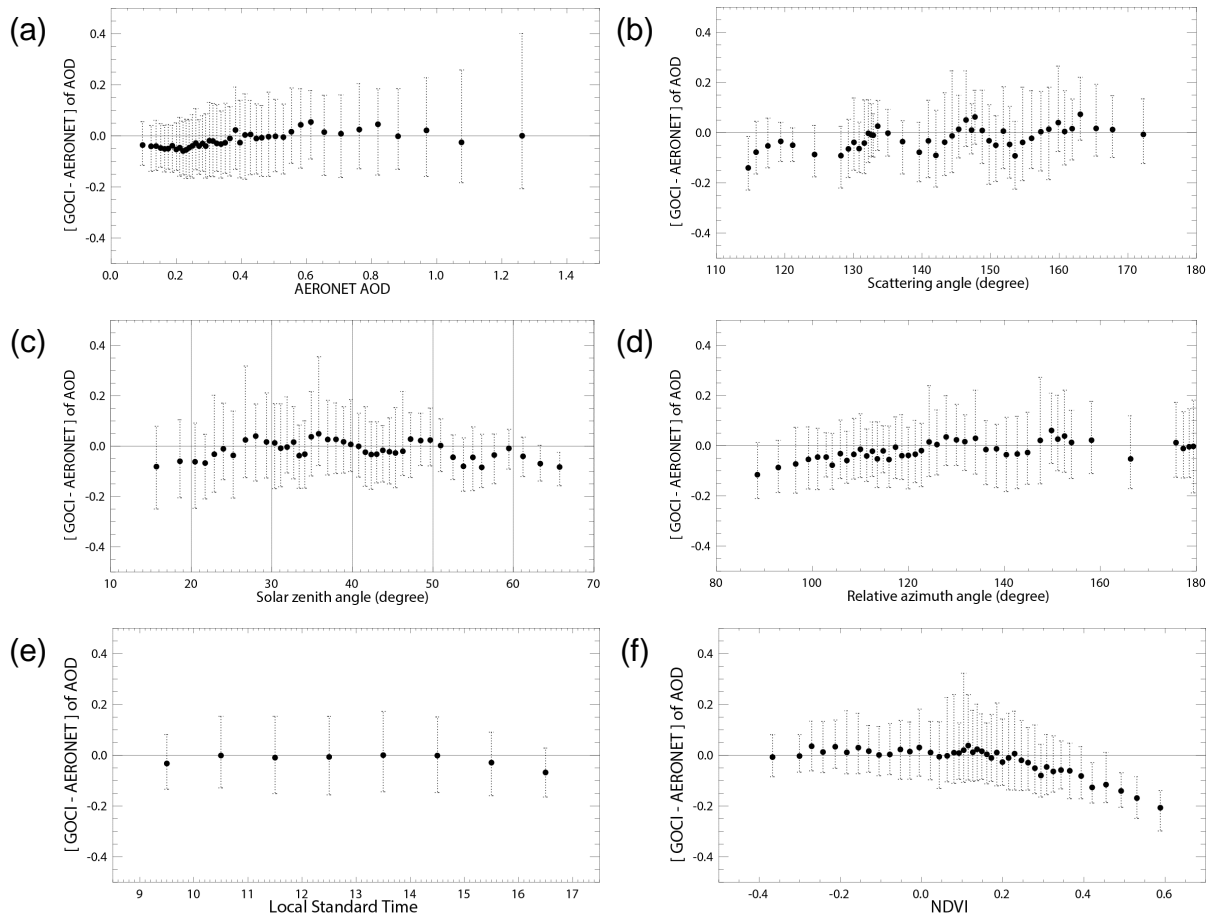 (a)
[ GOCI - AERONET ] of AOD
0.4
0.2
0.0
-0.2
-0.4
0.0 0.2 0.4 0.6 0.8 1.0 1.2 1.4
AERONET AOD
(b)
[ GOCI - AERONET ] of AOD
0.4
0.2
0.0
-0.2
-0.4
110 120 130 140 150 160 170 180
Scattering angle (degree)
(c)
[ GOCI - AERONET ] of AOD
0.4
0.2
0.0
-0.2
-0.4
10 20 30 40 50 60 70
Solar zenith angle (degree)
(d)
[ GOCI - AERONET ] of AOD
0.4
0.2
0.0
-0.2
-0.4
80 100 120 140 160 180
Relative azimuth angle (degree)
(e)
[ GOCI - AERONET ] of AOD
0.4
0.2
0.0
-0.2
-0.4
9 10 11 12 13 14 15 16 17
Local Standard Time
(f)
[ GOCI - AERONET ] of AOD
0.4
0.2
0.0
-0.2
-0.4
-0.4 -0.2 0.0 0.2 0.4 0.6
NDVI